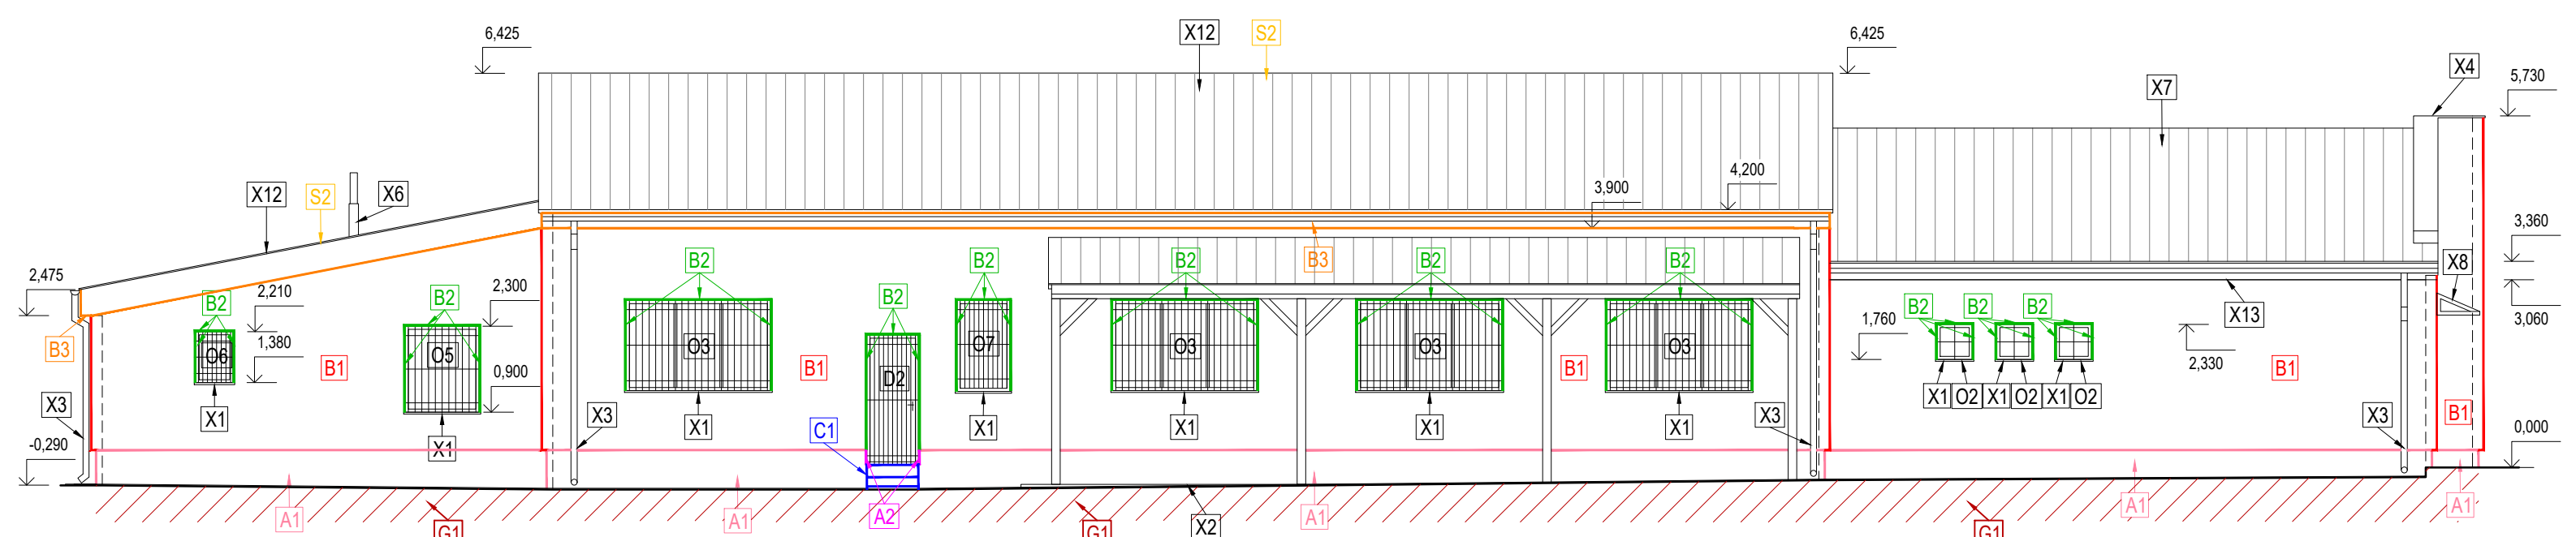 X12
S2
6,425
6,425
X4
5,730
X7
4,200
3,900
X12
S2
X6
3,360
B2
B2
B3
B2
B2
B2
X8
2,475
2,210
B2
B2
2,300
B2
B2
B2
B2
X13
3,060
1,760
1,380
2,330
B3
O6
O5
O3
O7
O3
O3
O3
B1
B1
D2
B1
B1
0,900
X1
O2
X1
O2
X1
O2
X3
X1
X1
X3
X1
C1
X1
X1
X1
X1
X3
X3
B1
-0,290
0,000
A1
G1
A1
A2
G1
X2
A1
G1
A1
A1